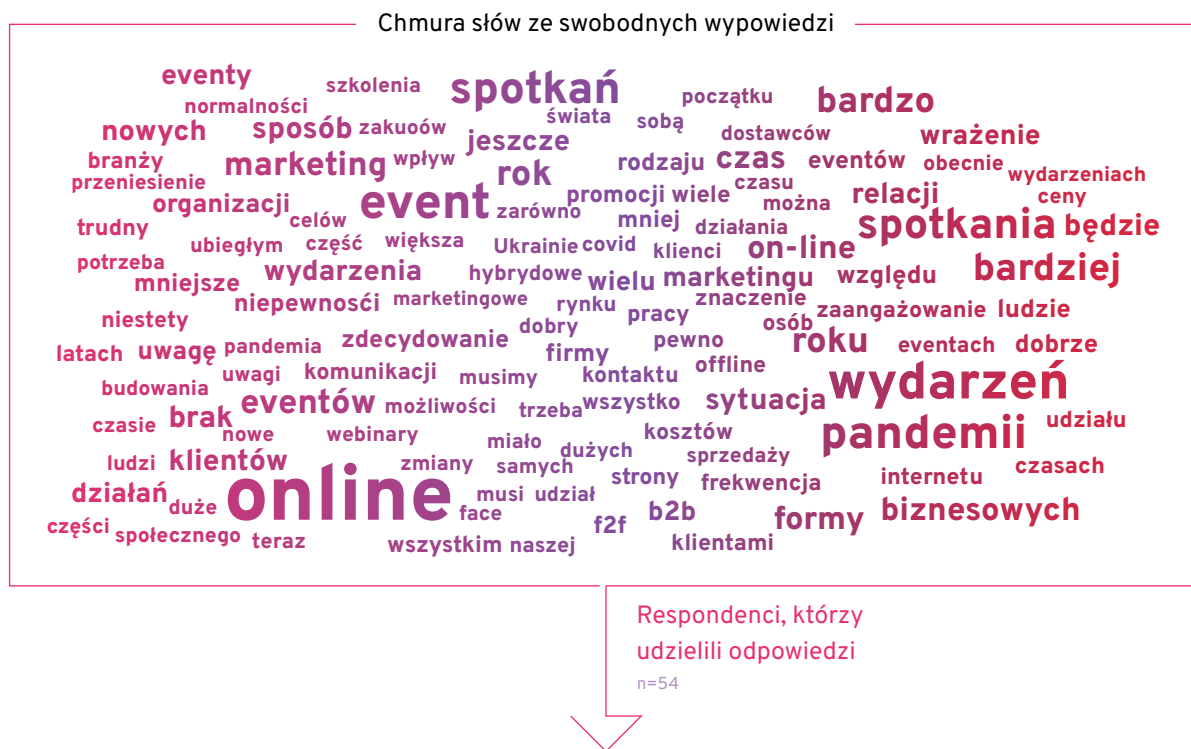 Chmura słów ze swobodnych wypowiedzi
eventy szkolenia spotkań początku bardzo
normalności świata sobą
nowych sposób zakuoów jeszcze dostawców wrażenie
branży marketing wpływ rok rodzaju czas eventów obecnie wydarzeniach
przeniesienie organizacji event zarówno promocji wiele czasu można relacji ceny
trudny celów mniej działania spotkania będzie
ubiegłym część większa Ukrainie covid klienci on-line
potrzeba mniejsze wydarzenia hybrydowe wielu marketingu względu bardziej
niepewnośći marketingowe rynku pracy znaczenie zaangażowanie ludzie
niestety dobry osób
latach uwagę pandemia zdecydowanie firmy pewno roku eventach dobrze
budowania uwagi komunikacji musimy kontaktu offline wydarzeń
czasie brak eventów możliwości trzeba wszystko sytuacja pandemii udziału
nowe webinary miało kosztów
ludzi klientów zmiany samych dużych sprzedaży internetu czasach
działań duże online musi udział strony frekwencja
części społecznego teraz face f2f b2b formy biznesowych
wszystkim naszej klientami
Respondenci, którzy
udzielili odpowiedzi
n=54